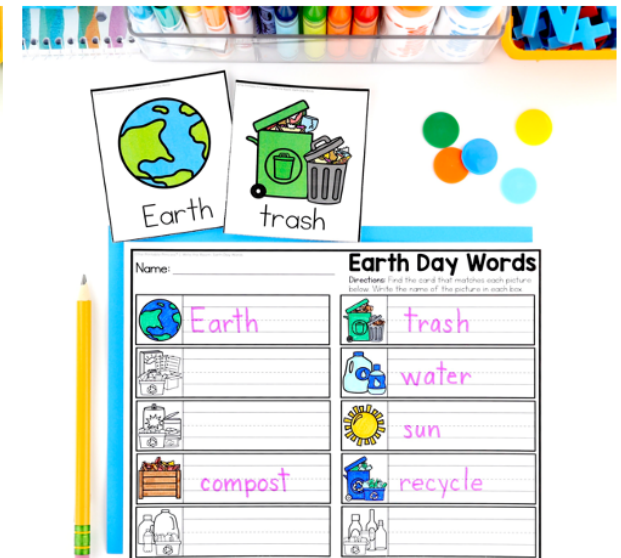 Earth
trash
Name:
Earth Day Words
Directions: Find the card that matches each picture
below. Write the name of the picture in each box.
Earth
trash
water
sun
compost
recycle